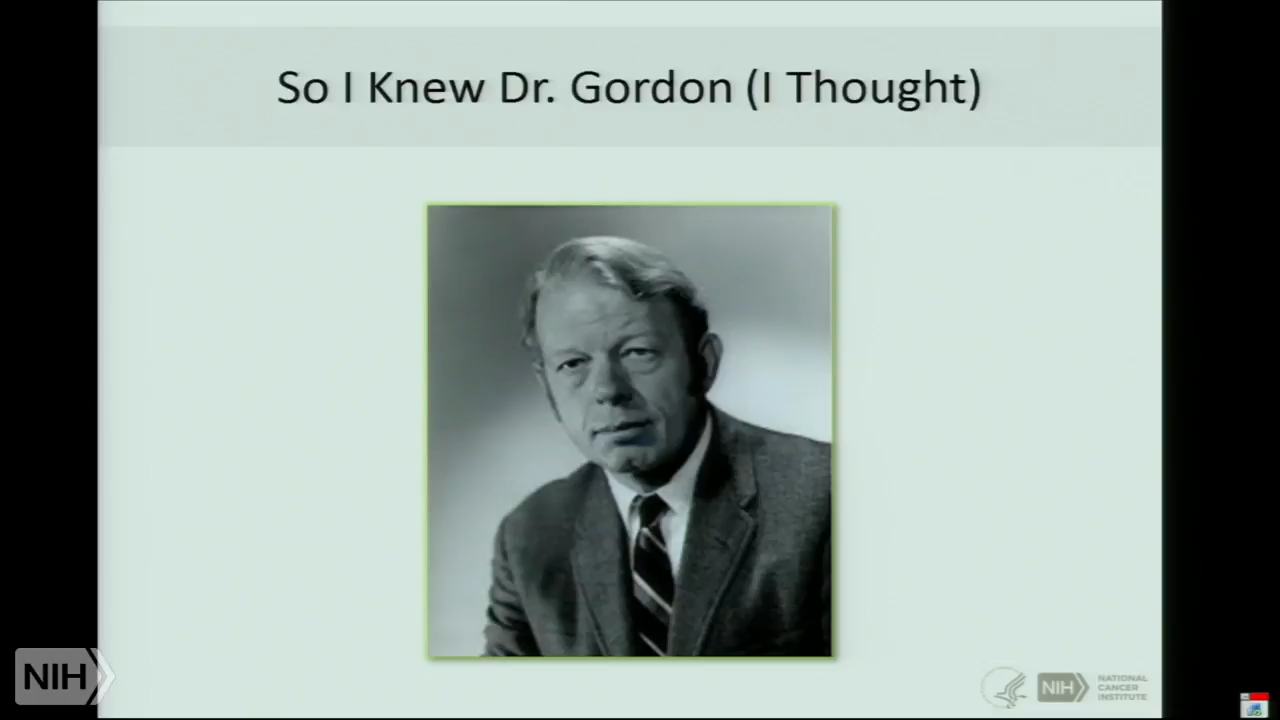 So I Knew Dr. Gordon (I Thought)
NIH
NIH
NATIONAL
CANCER
INSTITUTE